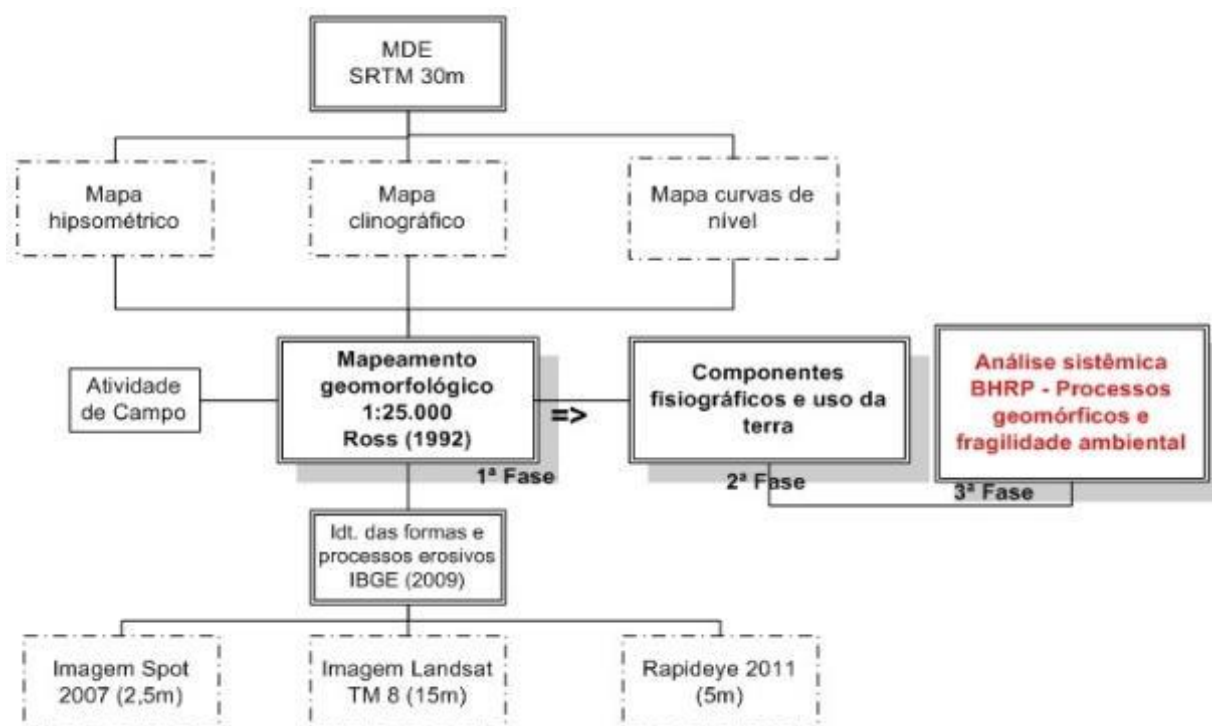 MDE
SRTM 30m
Mapa
hipsométrico
Mapa
clinográfico
Mapa curvas de
nível
Atividade
de Campo
Mapeamento
geomorfológico
1:25.000
Ross (1992)
=>
1ª Fase
Componentes
fisiográficos e uso da
terra
2ª Fase
Análise sistêmica
BHRP - Processos
geomórficos e
fragilidade ambiental
3ª Fase
Idt. das formas e
processos erosivos
IBGE (2009)
Imagem Spot
2007 (2,5m)
Imagem Landsat
TM 8 (15m)
Rapideye 2011
(5m)